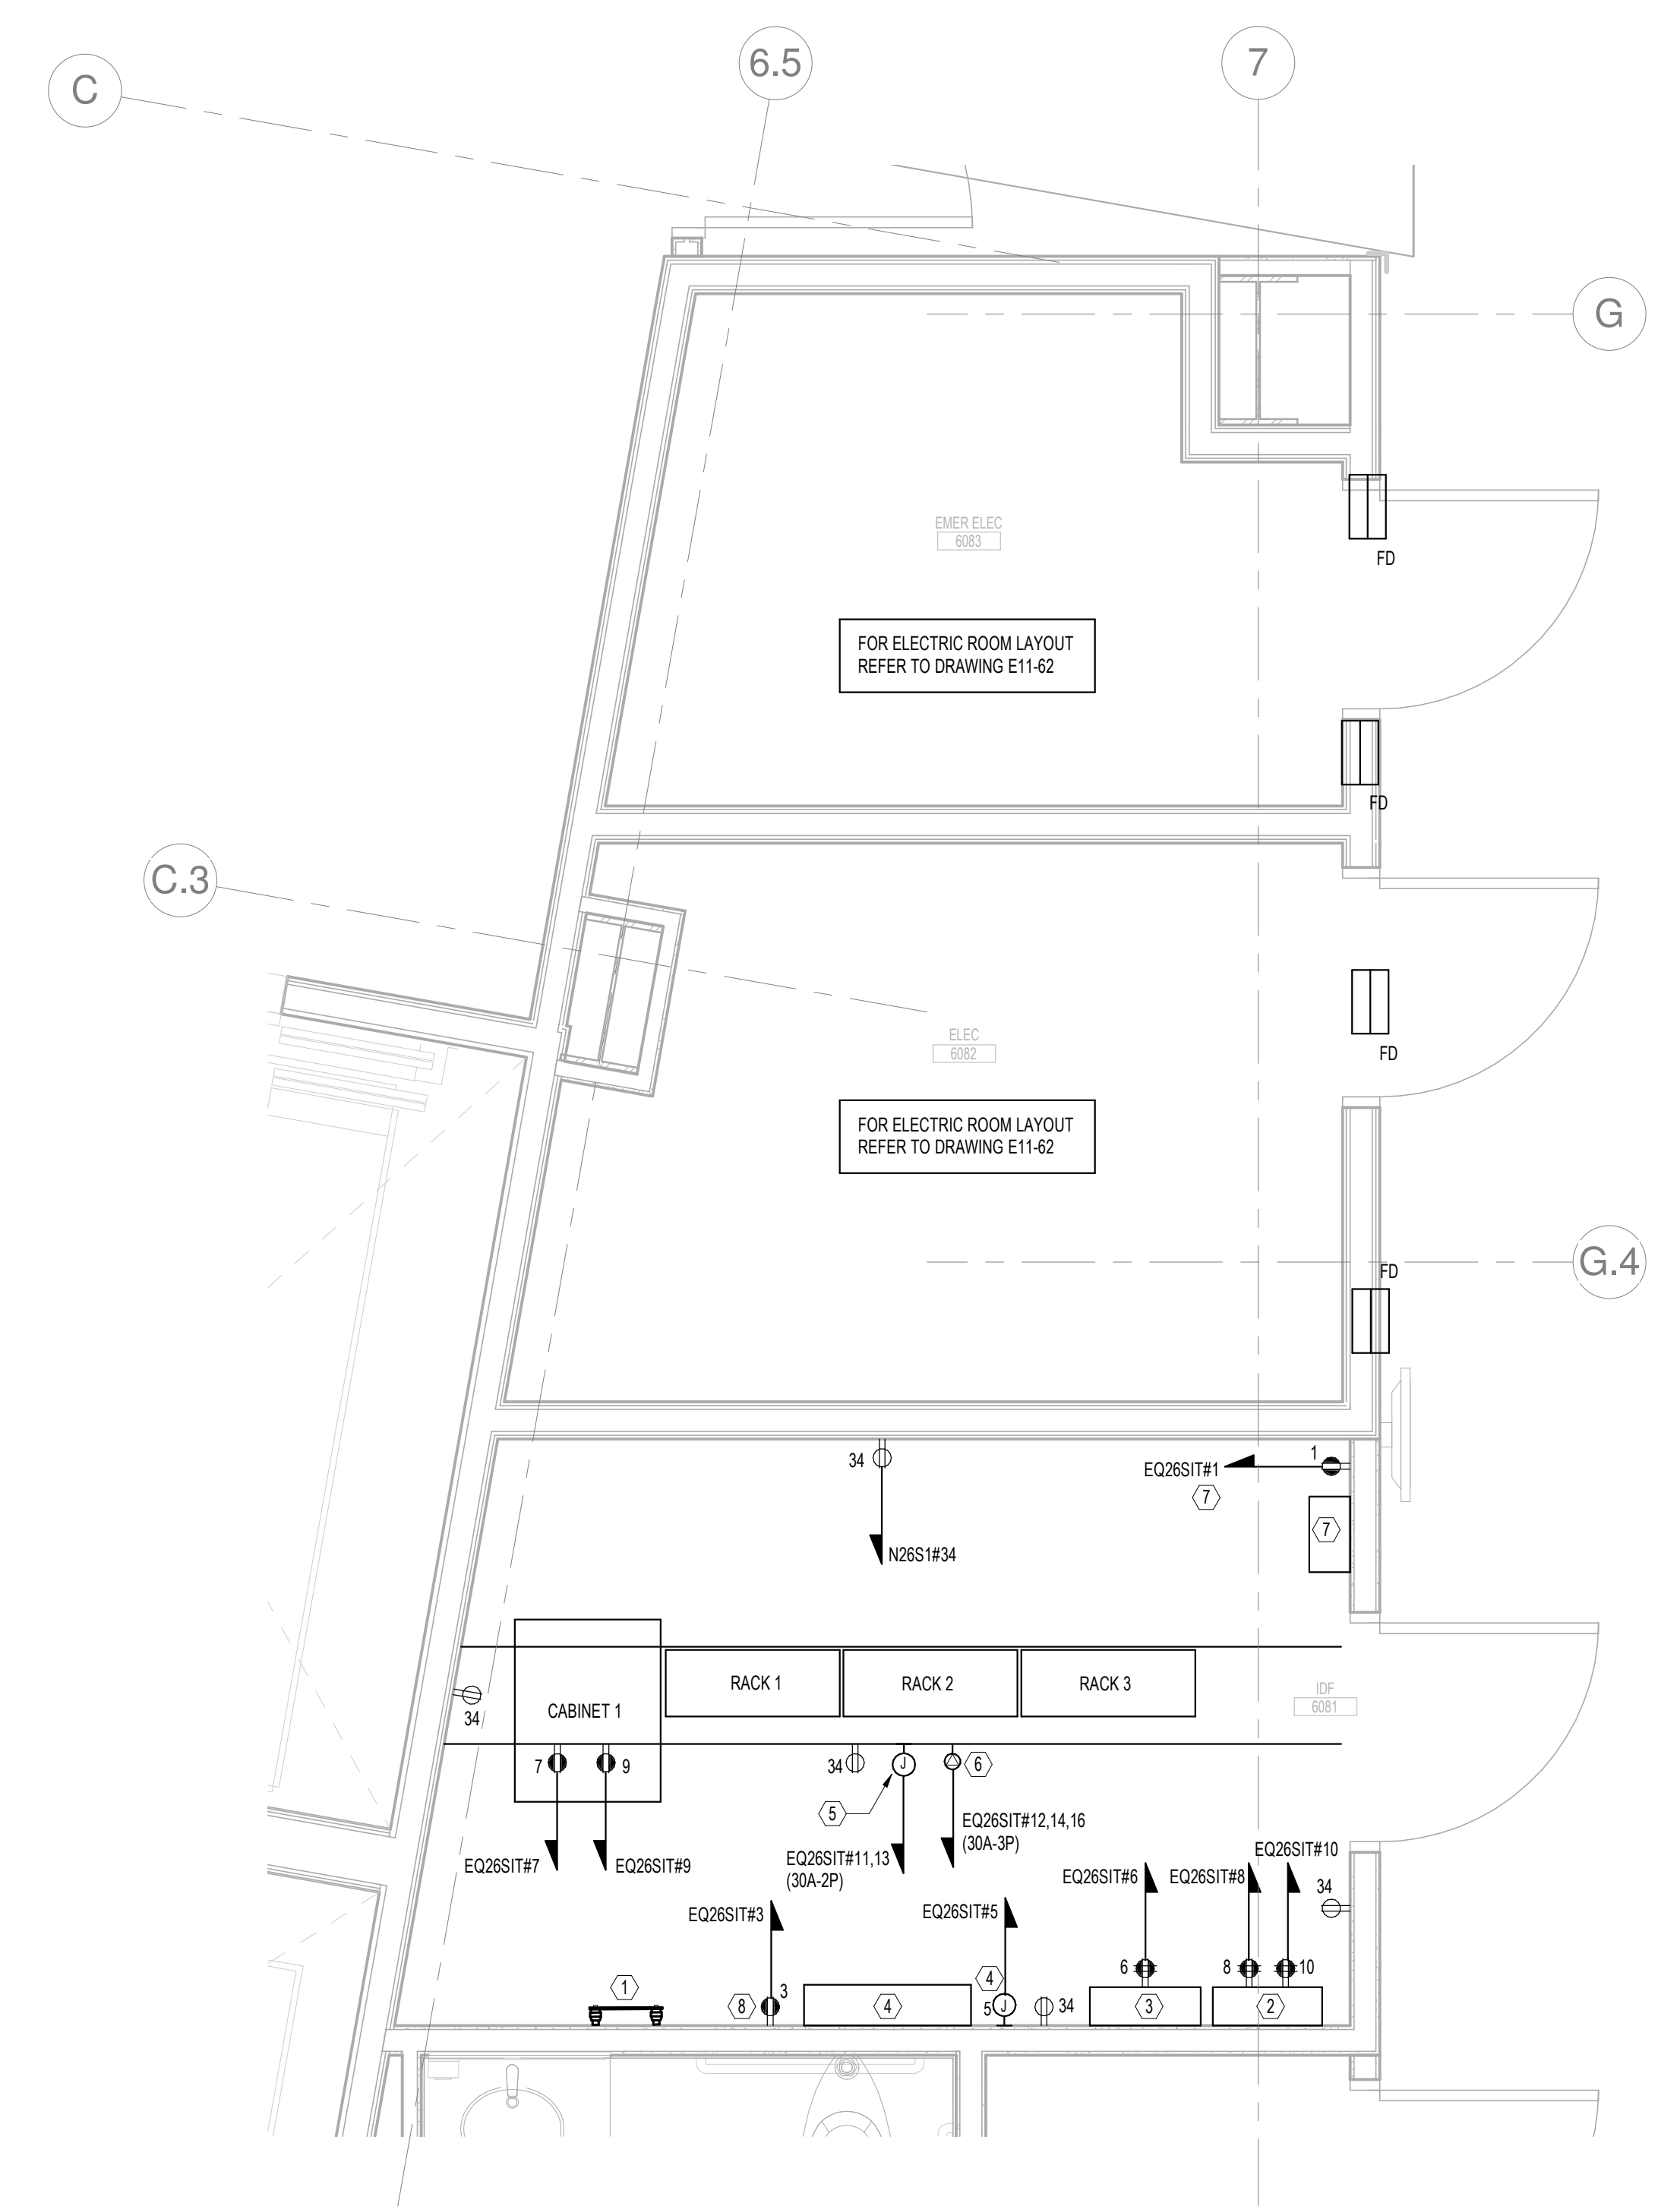 6.5
7
C
G
EMER ELEC
6083
FD
FOR ELECTRIC ROOM LAYOUT
REFER TO DRAWING E11-62
FD
C.3
ELEC
6082
FD
FOR ELECTRIC ROOM LAYOUT
REFER TO DRAWING E11-62
G.4
FD
34
1
EQ26SIT#1
7
N26S1#34
7
RACK 1
RACK 2
RACK 3
IDF
6081
CABINET 1
34
7
9
34
J
6
5
EQ26SIT#12,14,16
(30A-3P)
EQ26SIT#7
EQ26SIT#9
EQ26SIT#11,13
(30A-2P)
EQ26SIT#10
EQ26SIT#6
EQ26SIT#8
34
EQ26SIT#3
EQ26SIT#5
6
8
10
1
3
4
8
4
5
J
34
3
2